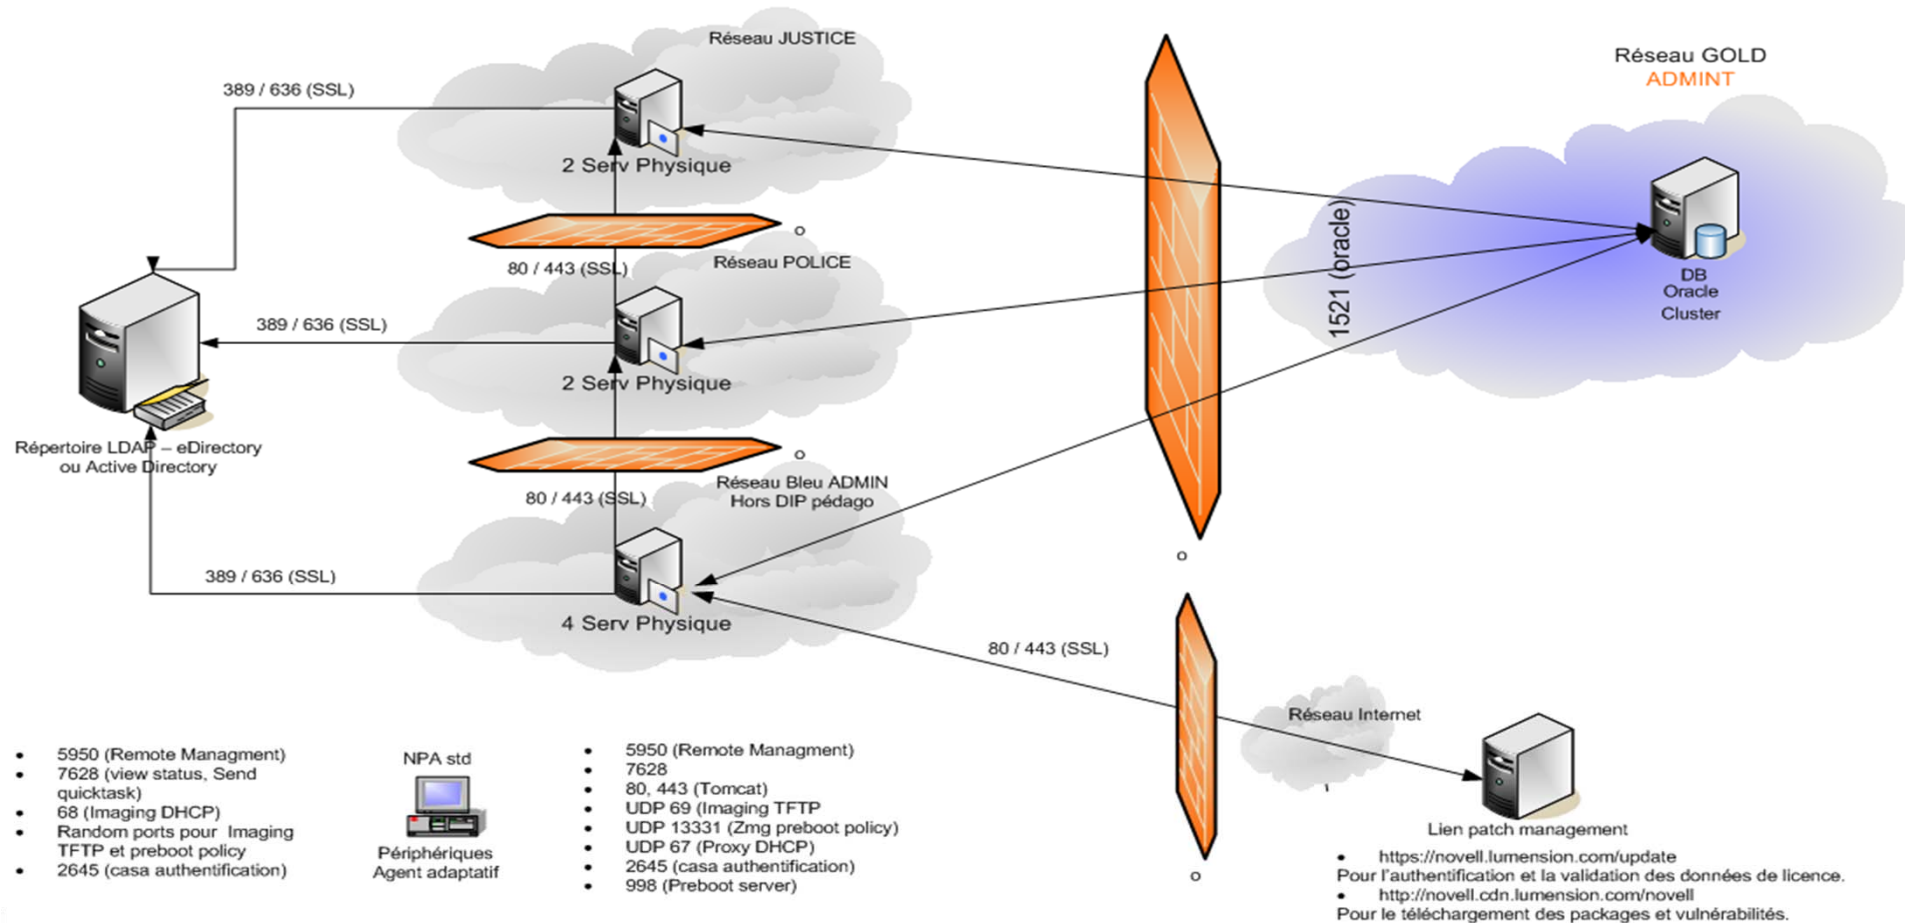 Réseau JUSTICE
Réseau GOLD
ADMINT
389 / 636 (SSL)
2 Serv Physique
o
80 / 443 (SSL)
Réseau POLICE
1521 (oracle)
DB
Oracle
Cluster
389 / 636 (SSL)
2 Serv Physique
Répertoire LDAP – eDirectory
ou Active Directory
o
Réseau Bleu ADMIN
Hors DIP pédago
80 / 443 (SSL)
o
389 / 636 (SSL)
4 Serv Physique
80 / 443 (SSL)
Réseau Internet
• 5950 (Remote Managment)
• 7628 (view status, Send
quicktask)
• 68 (Imaging DHCP)
• Random ports pour Imaging
TFTP et preboot policy
• 2645 (casa authentification)
NPA std
Périphériques
Agent adaptatif
• 5950 (Remote Managment)
• 7628
• 80, 443 (Tomcat)
• UDP 69 (Imaging TFTP
• UDP 13331 (Zmg preboot policy)
• UDP 67 (Proxy DHCP)
• 2645 (casa authentification)
• 998 (Preboot server)
o
Lien patch management
• https://novell.lumension.com/update
Pour l'authentification et la validation des données de licence.
• http://novell.cdn.lumension.com/novell
Pour le téléchargement des packages et vulnérabilités.